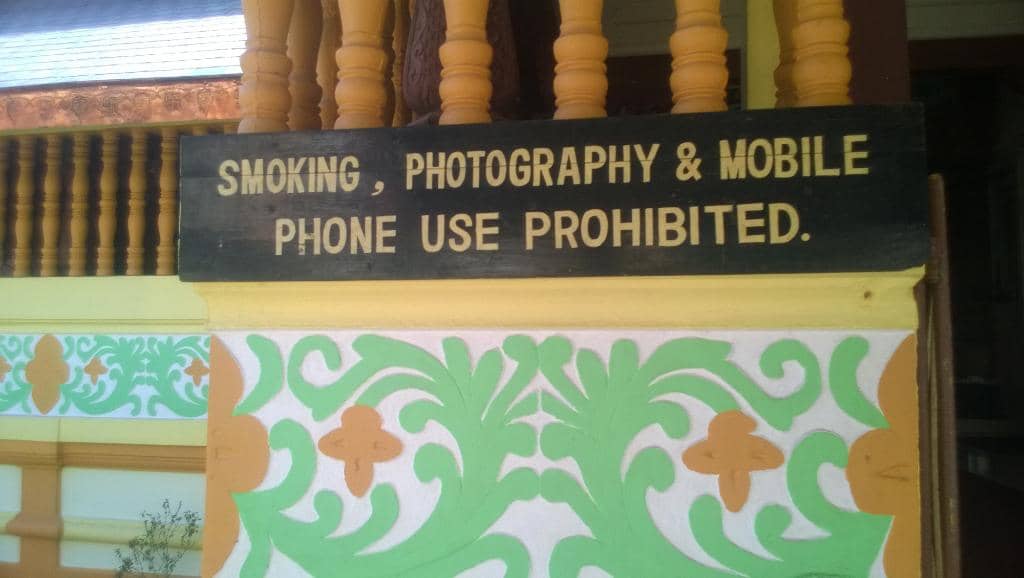 SMOKING, PHOTOGRAPHY & MOBILE
PHONE USE PROHIBITED.